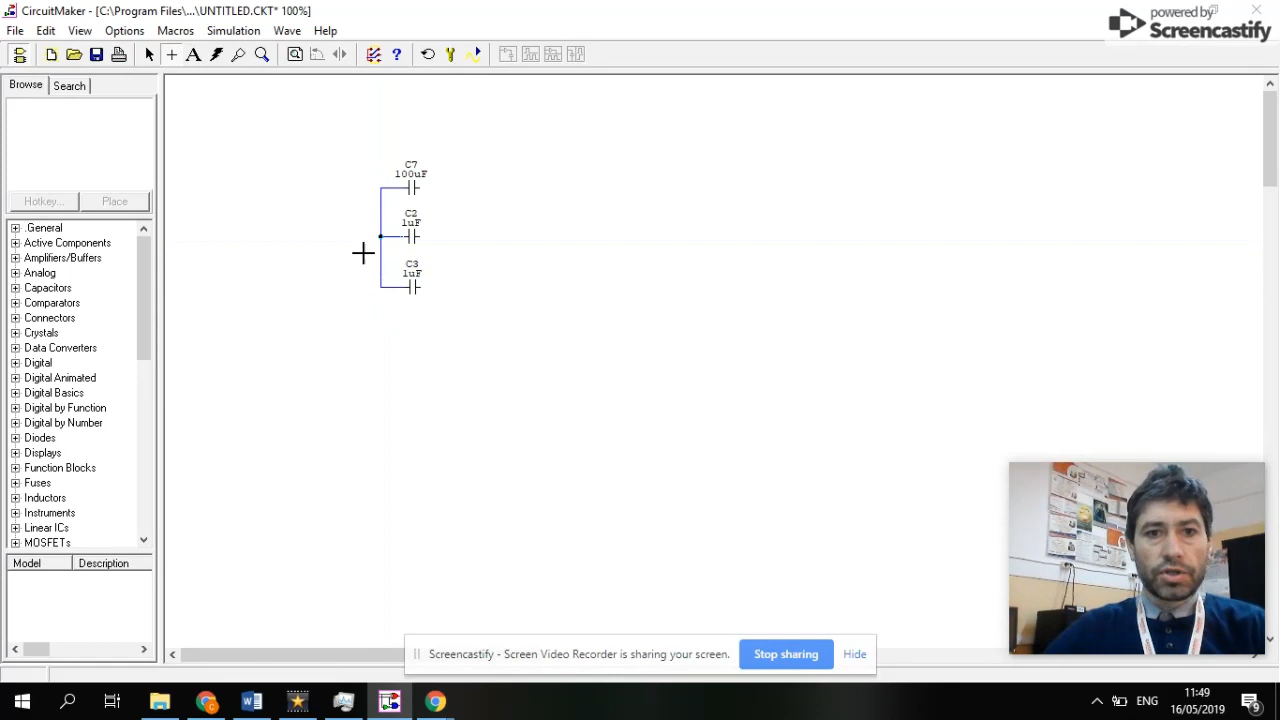 CircuitMaker - [C:\Program Files\...\UNTITLED.CKT* 100%]
powered by
Screencastify
File Edit View Options Macros Simulation Wave Help
Browse Search
Hotkey... Place
.General
Active Components
Amplifiers/Buffers
Analog
Capacitors
Comparators
Connectors
Crystals
Data Converters
Digital
Digital Animated
Digital Basics
Digital by Function
Digital by Number
Diodes
Displays
Function Blocks
Fuses
Inductors
Instruments
Linear ICs
MOSFETs
Model Description
C7
100uF
C2
1uF
C3
1uF
Screencastify - Screen Video Recorder is sharing your screen. Stop sharing Hide
ENG
11:49
16/05/2019
9